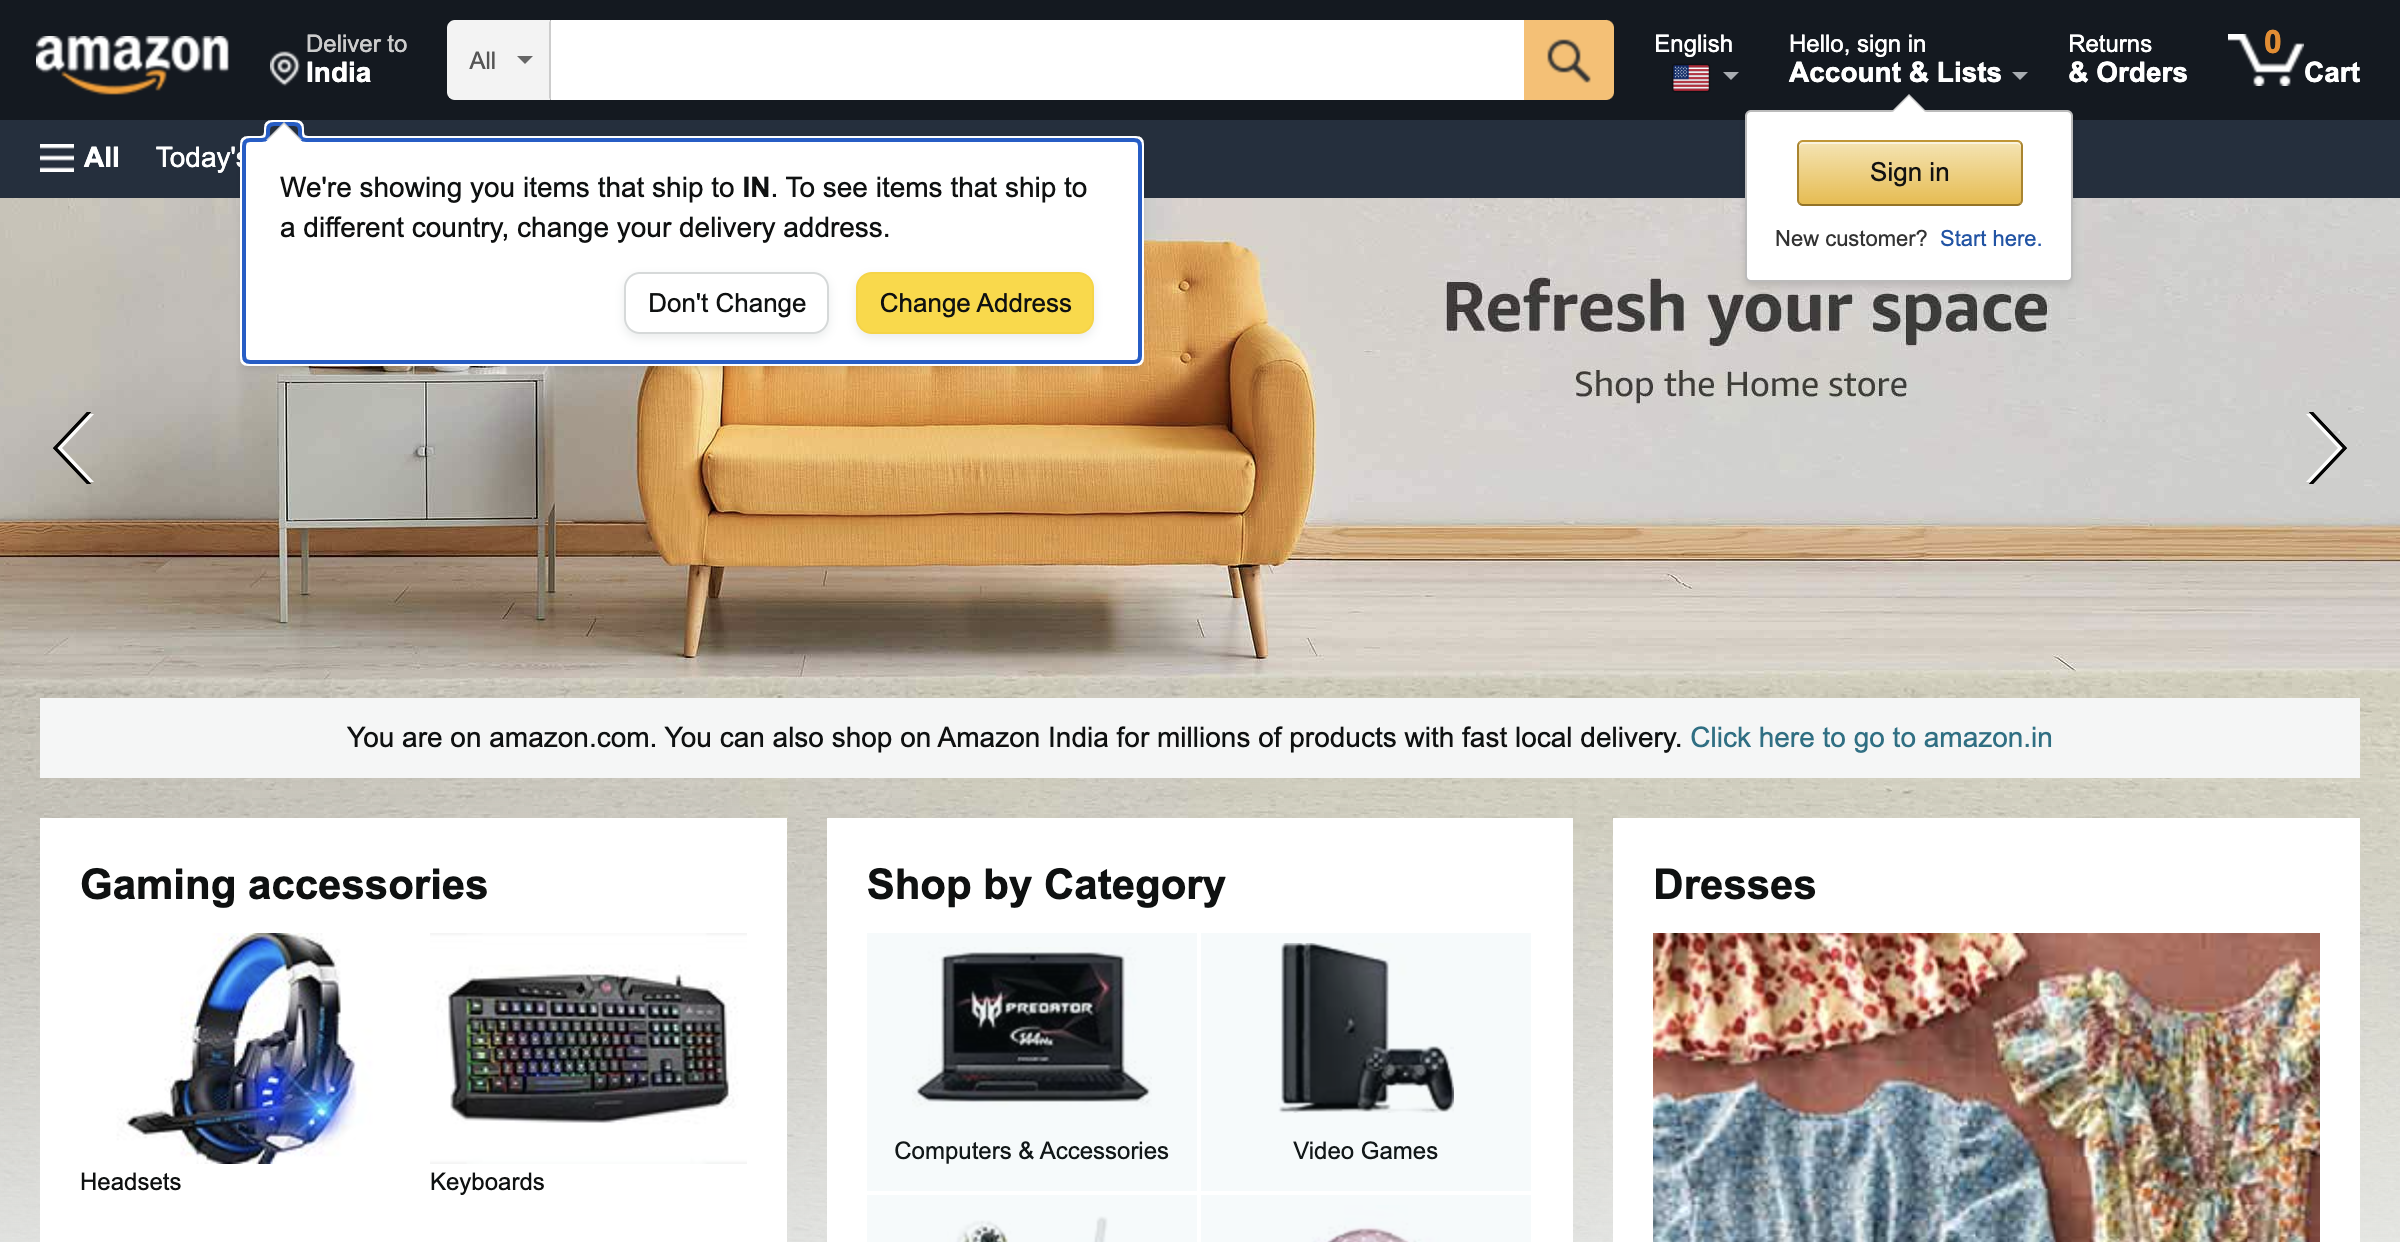 amazon
Deliver to
India
All
English
Hello, sign in
Account & Lists
Returns
& Orders
0
Cart
All
Today's
We're showing you items that ship to IN. To see items that ship to
a different country, change your delivery address.
Don't Change
Change Address
Sign in
New customer? Start here.
Refresh your space
Shop the Home store
You are on amazon.com. You can also shop on Amazon India for millions of products with fast local delivery. Click here to go to amazon.in
Gaming accessories
Headsets
Keyboards
Shop by Category
PREDATOR
144Hz
Computers & Accessories
Video Games
Dresses